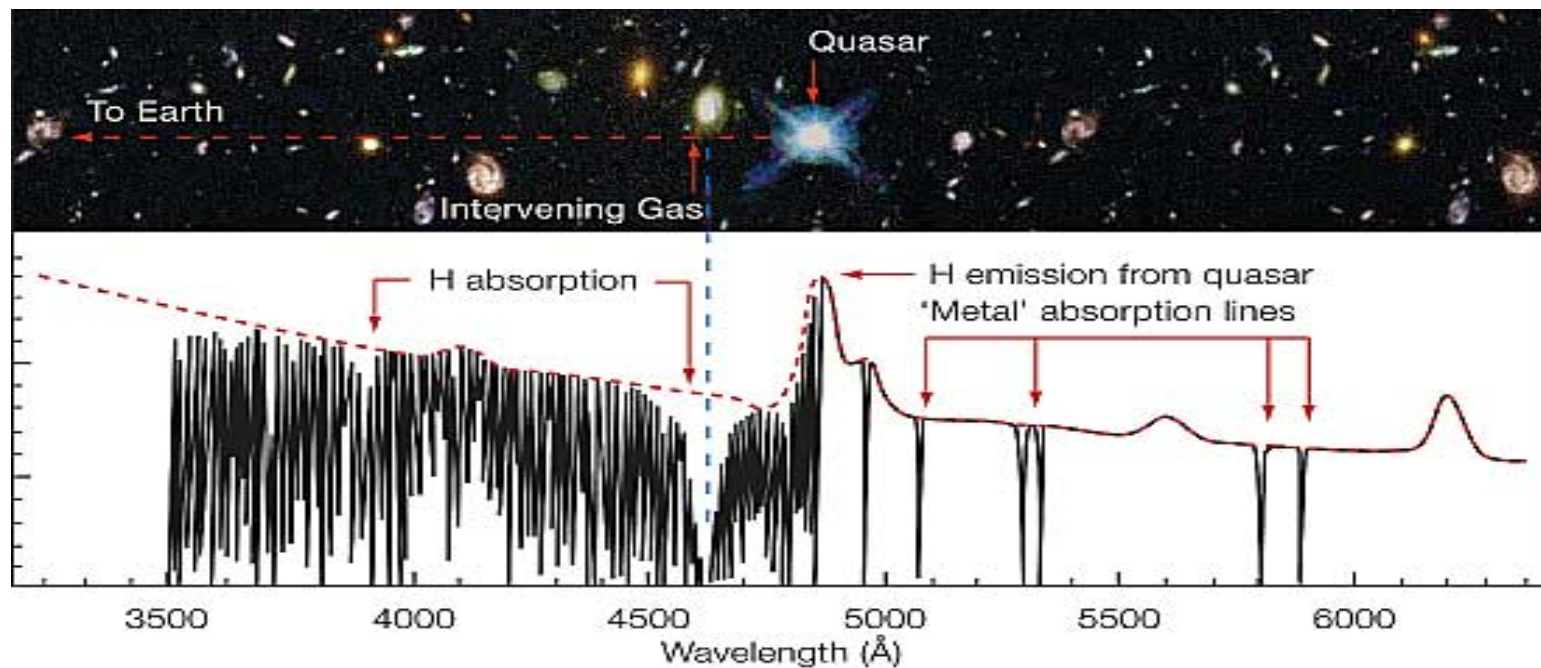 Quasar
To Earth
Intervening Gas
H absorption
H emission from quasar
'Metal' absorption lines
3500 4000 4500 5000 5500 6000
Wavelength (Å)